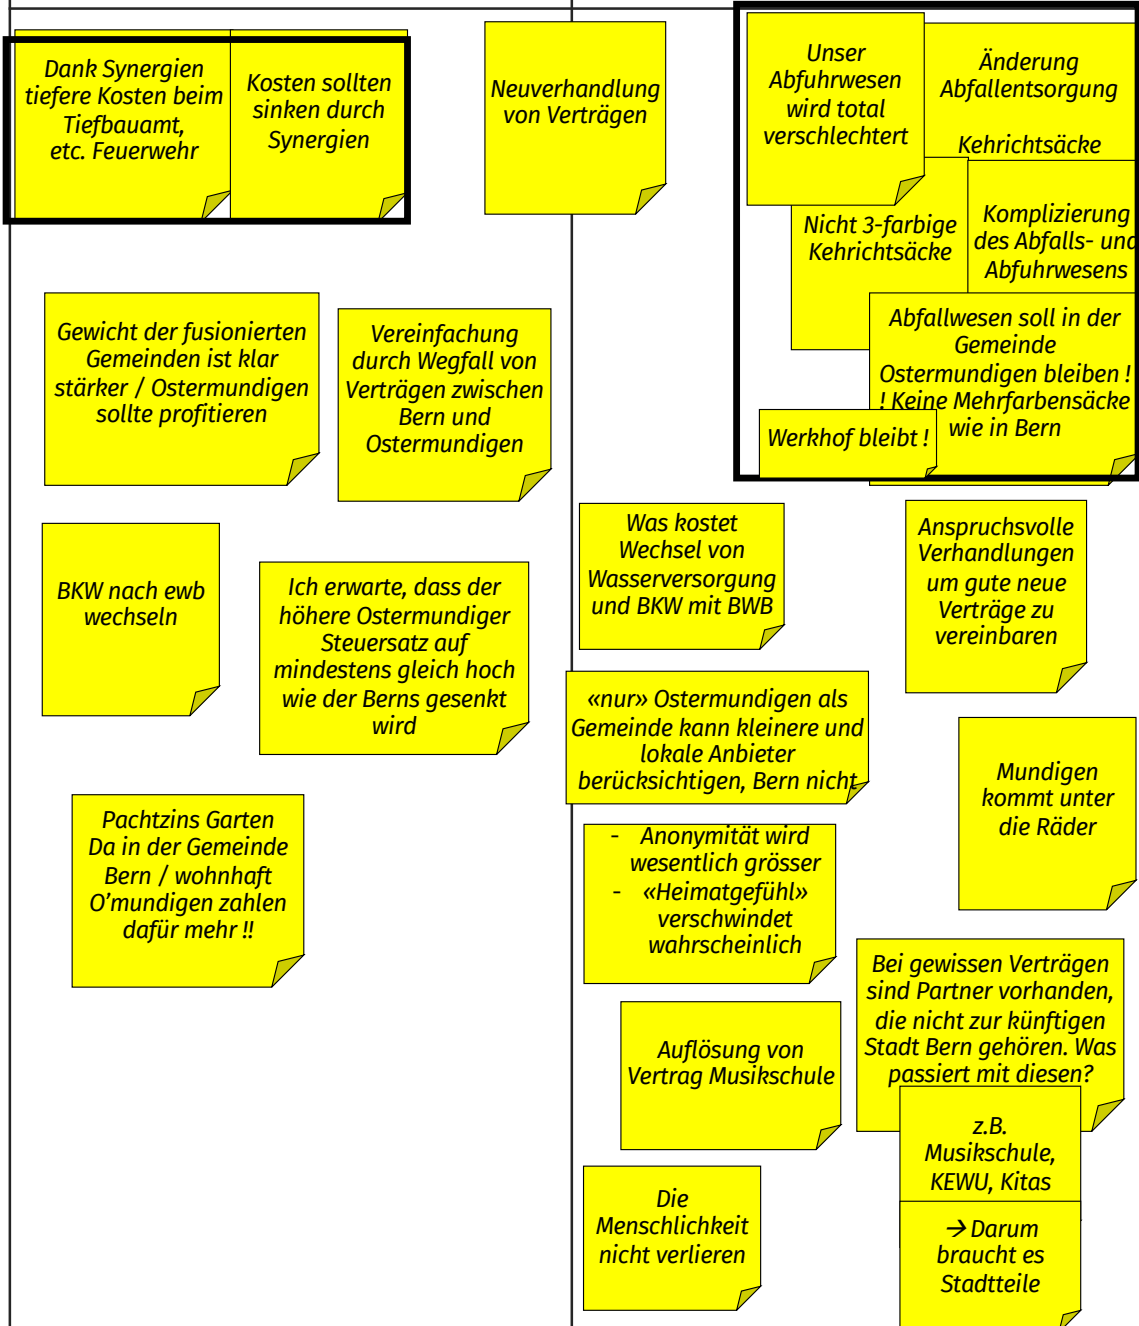 Dank Synergien
tiefere Kosten beim
Tiefbauamt,
etc. Feuerwehr
Kosten sollten
sinken durch
Synergien
Neuverhandlung
von Verträgen
Unser
Abfuhrwesen
wird total
verschlechtert
Änderung
Abfallentsorgung
Kehrichtsäcke
Nicht 3-farbige
Kehrichtsäcke
Komplizierung
des Abfalls- und
Abfuhrwesens
Gewicht der fusionierten
Gemeinden ist klar
stärker / Ostermundigen
sollte profitieren
Vereinfachung
durch Wegfall von
Verträgen zwischen
Bern und
Ostermundigen
Abfallwesen soll in der
Gemeinde
Ostermundigen bleiben !
! Keine Mehrfarbensäcke
wie in Bern
Werkhof bleibt !
BKW nach ewb
wechseln
Ich erwarte, dass der
höhere Ostermundiger
Steuersatz auf
mindestens gleich hoch
wie der Berns gesenkt
wird
Was kostet
Wechsel von
Wasserversorgung
und BKW mit BWB
Anspruchsvolle
Verhandlungen
um gute neue
Verträge zu
vereinbaren
«nur» Ostermundigen als
Gemeinde kann kleinere und
lokale Anbieter
berücksichtigen, Bern nicht
Mundigen
kommt unter
die Räder
Pachtzins Garten
Da in der Gemeinde
Bern / wohnhaft
O’mundigen zahlen
dafür mehr !!
- Anonymität wird
wesentlich grösser
- «Heimatgefühl»
verschwindet
wahrscheinlich
Bei gewissen Verträgen
sind Partner vorhanden,
die nicht zur künftigen
Stadt Bern gehören. Was
passiert mit diesen?
Auflösung von
Vertrag Musikschule
z.B.
Musikschule,
KEWU, Kitas
Die
Menschlichkeit
nicht verlieren
→ Darum
braucht es
Stadtteile